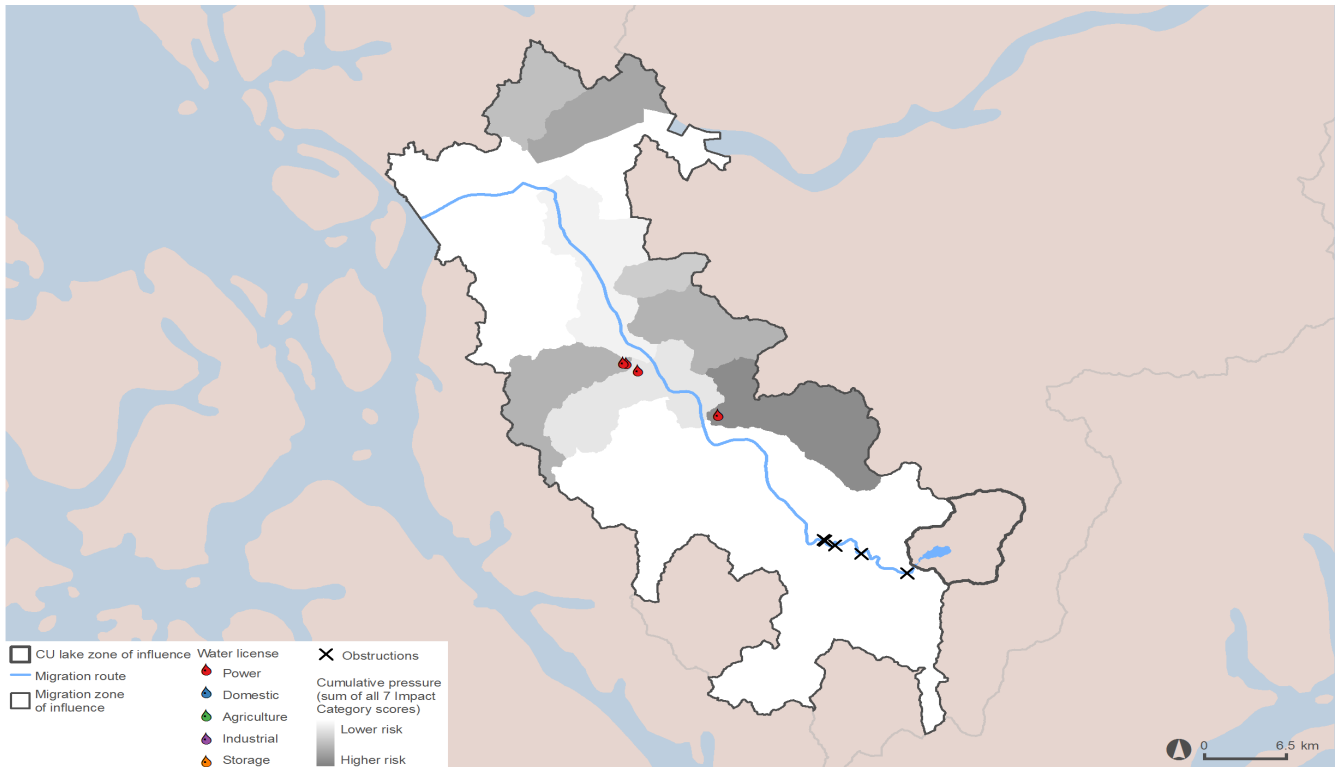 CU lake zone of influence
Migration route
Migration zone
of influence
Water license
Power
Domestic
Agriculture
Industrial
Storage
Obstructions
Cumulative pressure
(sum of all 7 Impact
Category scores)
Lower risk
Higher risk
0 6.5 km